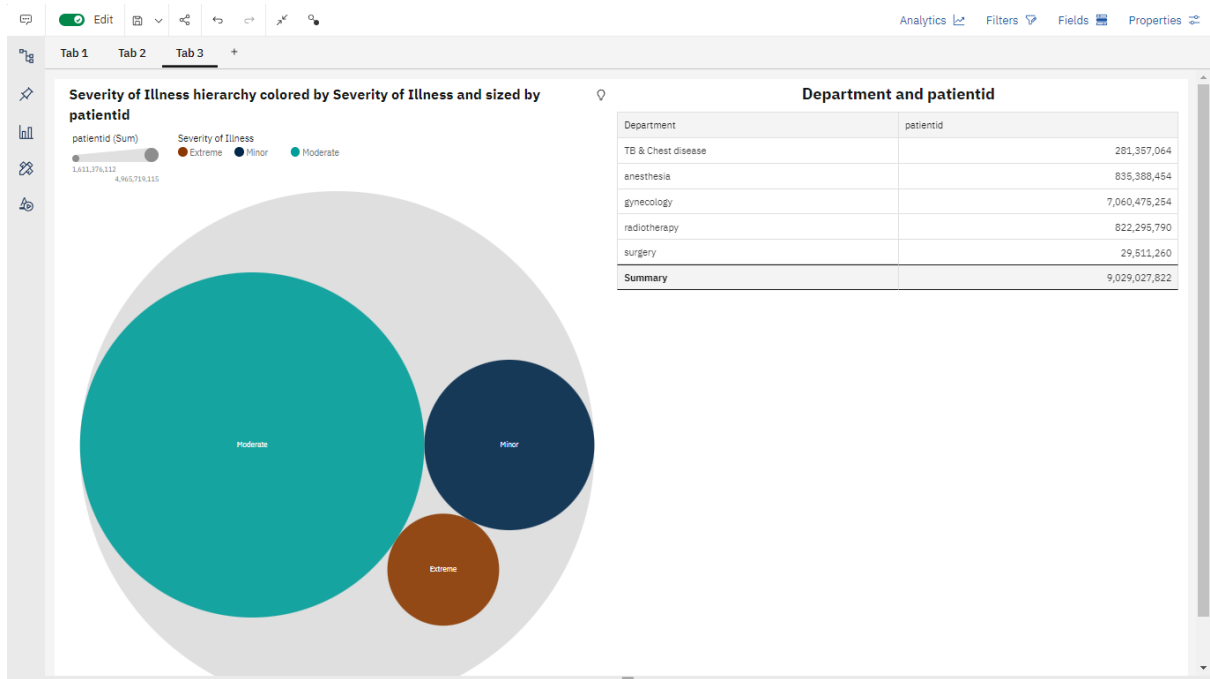 Edit
Analytics
Filters
Fields
Properties
Tab 1
Tab 2
Tab 3
+
Severity of Illness hierarchy colored by Severity of Illness and sized by
patientid
patientid (Sum)
1,611,376,112
4,965,719,115
Severity of Illness
Extreme
Minor
Moderate
Moderate
Minor
Extreme
Department and patientid
Department patientid
TB & Chest disease 281,357,064
anesthesia 835,388,454
gynecology 7,060,475,254
radiotherapy 822,295,790
surgery 29,511,260
Summary 9,029,027,822